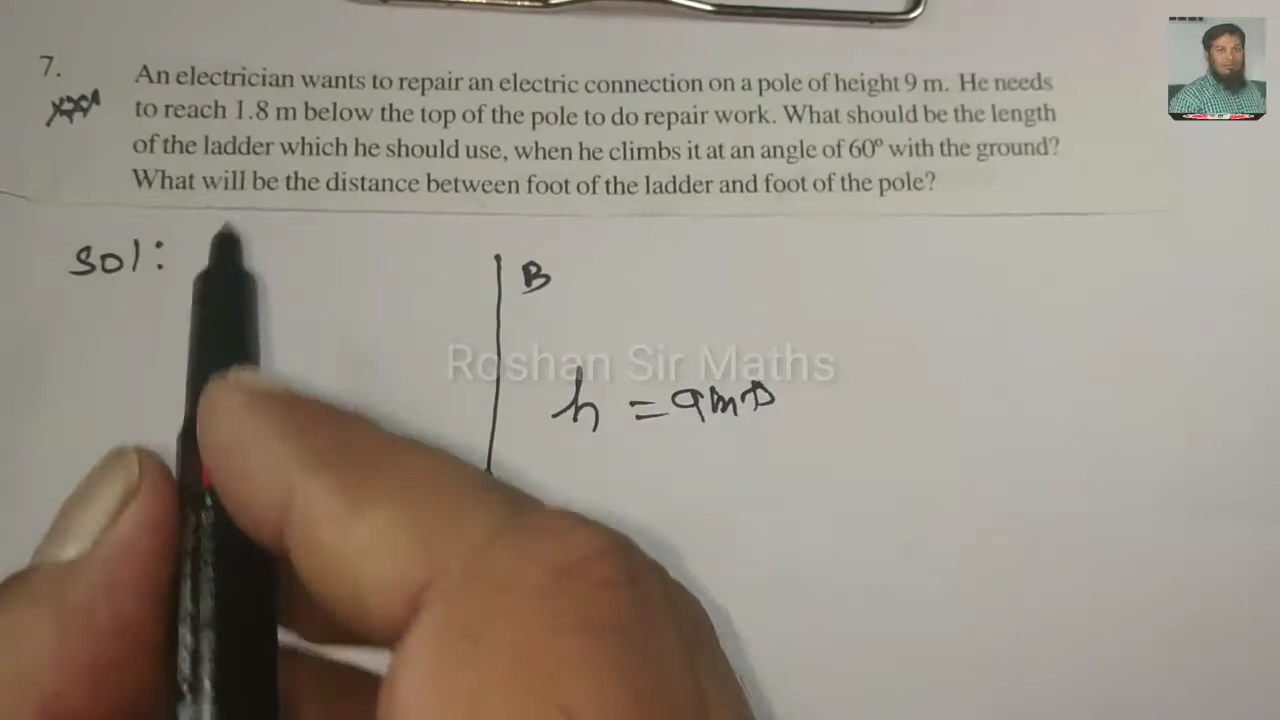 7.
An electrician wants to repair an electric connection on a pole of height 9 m. He needs
to reach 1.8 m below the top of the pole to do repair work. What should be the length
of the ladder which he should use, when he climbs it at an angle of 60º with the ground?
What will be the distance between foot of the ladder and foot of the pole?
Sol:
B
Roshan Sir Maths
h = 9mts